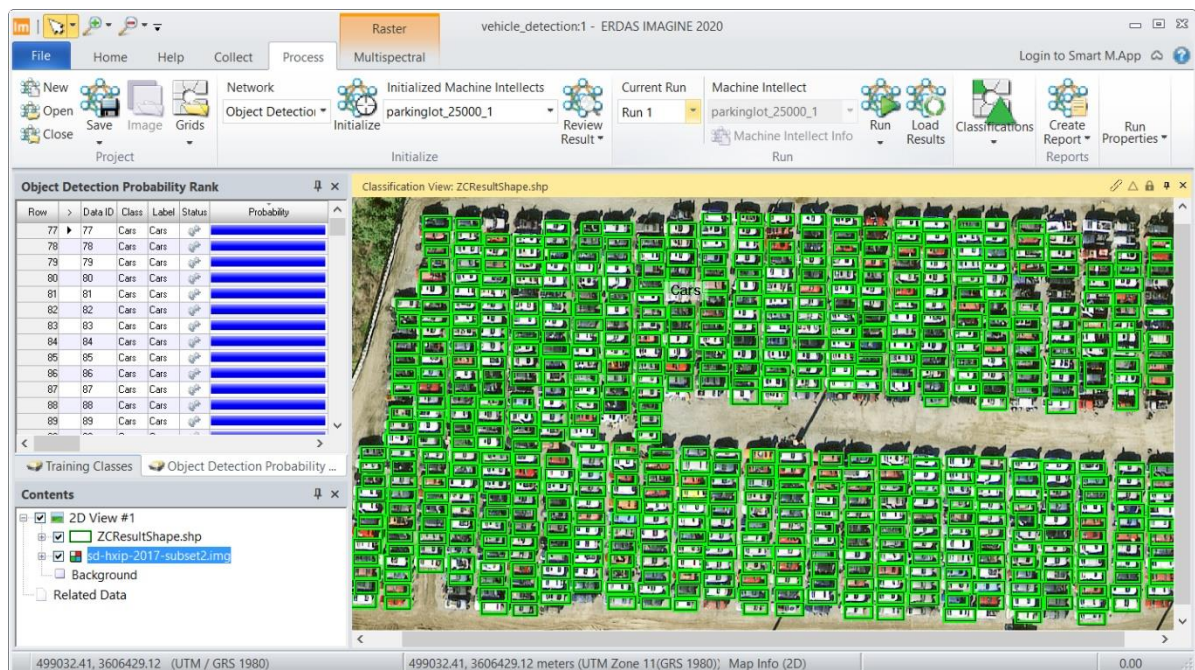 Im
Raster
vehicle_detection:1 - ERDAS IMAGINE 2020
File Home Help Collect Process Multispectral Login to Smart M.App
New
Open
Close
Save
Image
Grids
Project
Network
Object Detection
Initialize
Initialized Machine Intellects
parkinglot_25000_1
Review
Result
Initialize
Current Run
Run 1
Machine Intellect
parkinglot_25000_1
Machine Intellect Info
Run
Load
Results
Run
Classifications
Create
Report
Reports
Run
Properties
Object Detection Probability Rank
Row > Data ID Class Label Status Probability
77 77 Cars Cars
78 78 Cars Cars
79 79 Cars Cars
80 80 Cars Cars
81 81 Cars Cars
82 82 Cars Cars
83 83 Cars Cars
84 84 Cars Cars
85 85 Cars Cars
86 86 Cars Cars
87 87 Cars Cars
88 88 Cars Cars
89 89 Cars Cars
Training Classes Object Detection Probability ...
Contents
2D View #1
ZCResultShape.shp
sd-hxip-2017-subset2.img
Background
Related Data
Classification View: ZCResultShape.shp
Cars
499032.41, 3606429.12 (UTM / GRS 1980)
499032.41, 3606429.12 meters (UTM Zone 11(GRS 1980)) Map Info (2D)
0.00